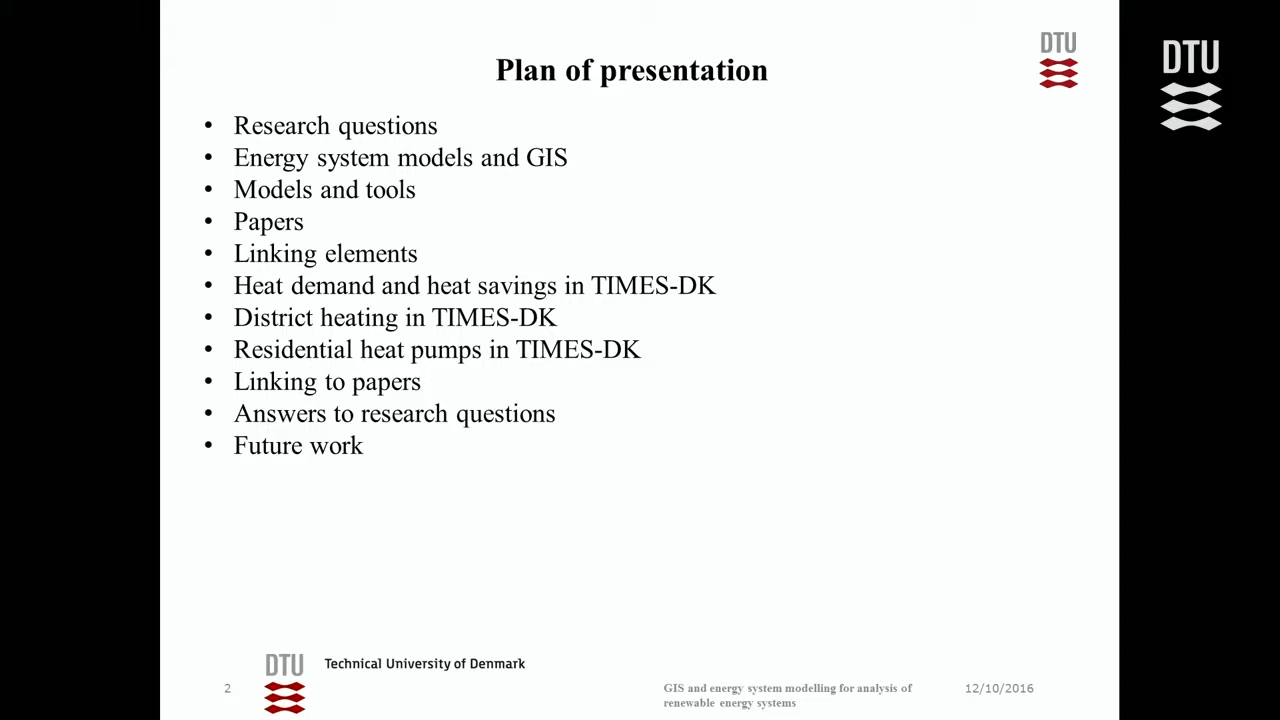 DTU
DTU
Plan of presentation
• Research questions
• Energy system models and GIS
• Models and tools
• Papers
• Linking elements
• Heat demand and heat savings in TIMES-DK
• District heating in TIMES-DK
• Residential heat pumps in TIMES-DK
• Linking to papers
• Answers to research questions
• Future work
DTU
Technical University of Denmark
2
GIS and energy system modelling for analysis of
renewable energy systems
12/10/2016